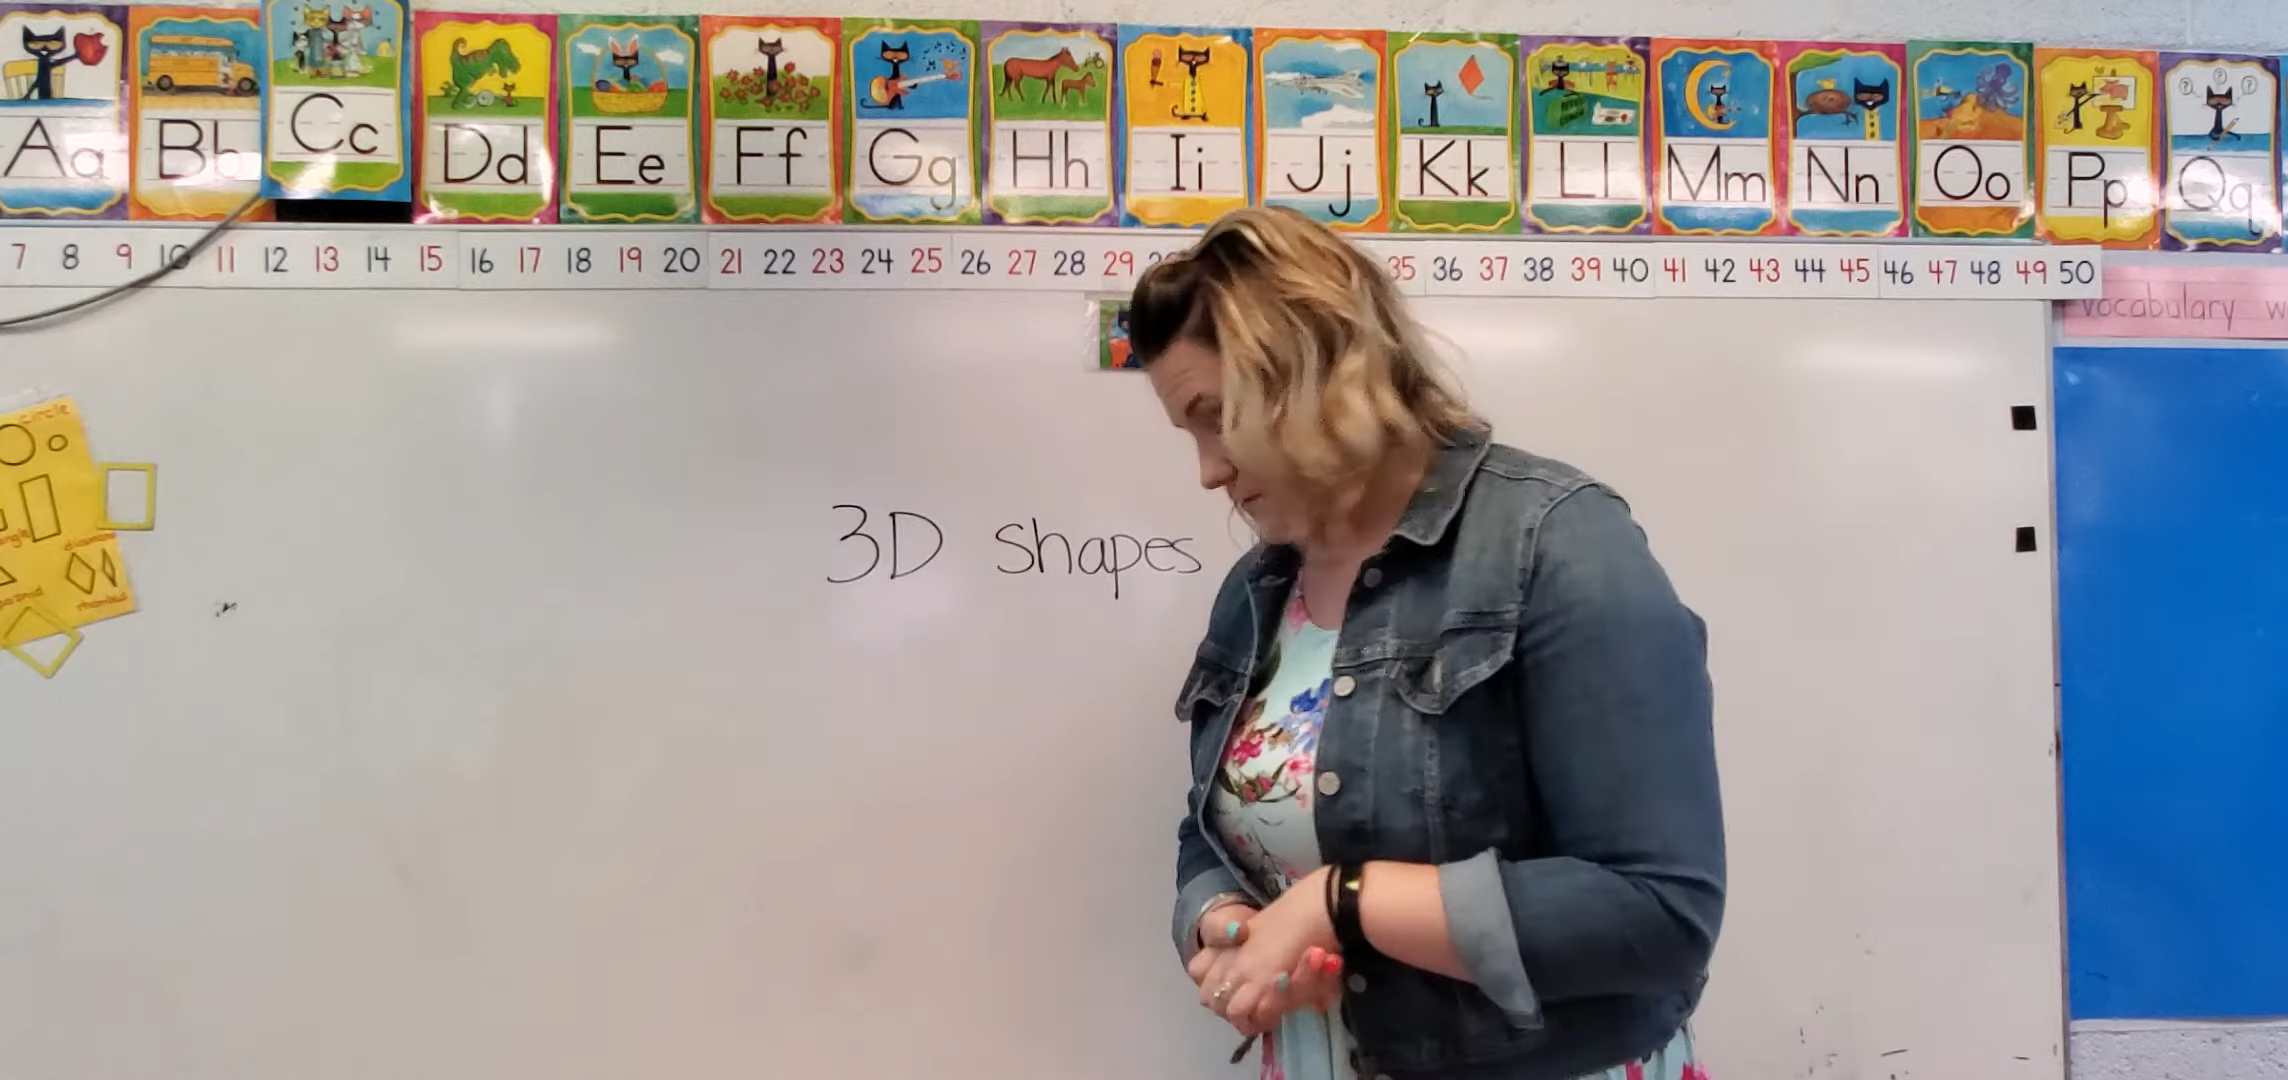 Aa Bb Cc Dd Ee Ff Gg Hh Ii Jj Kk Ll Mm Nn Oo Pp Qq
7 8 9 10 11 12 13 14 15 16 17 18 19 20 21 22 23 24 25 26 27 28 29 35 36 37 38 39 40 41 42 43 44 45 46 47 48 49 50
vocabulary w
circle
3D shapes
rhombus